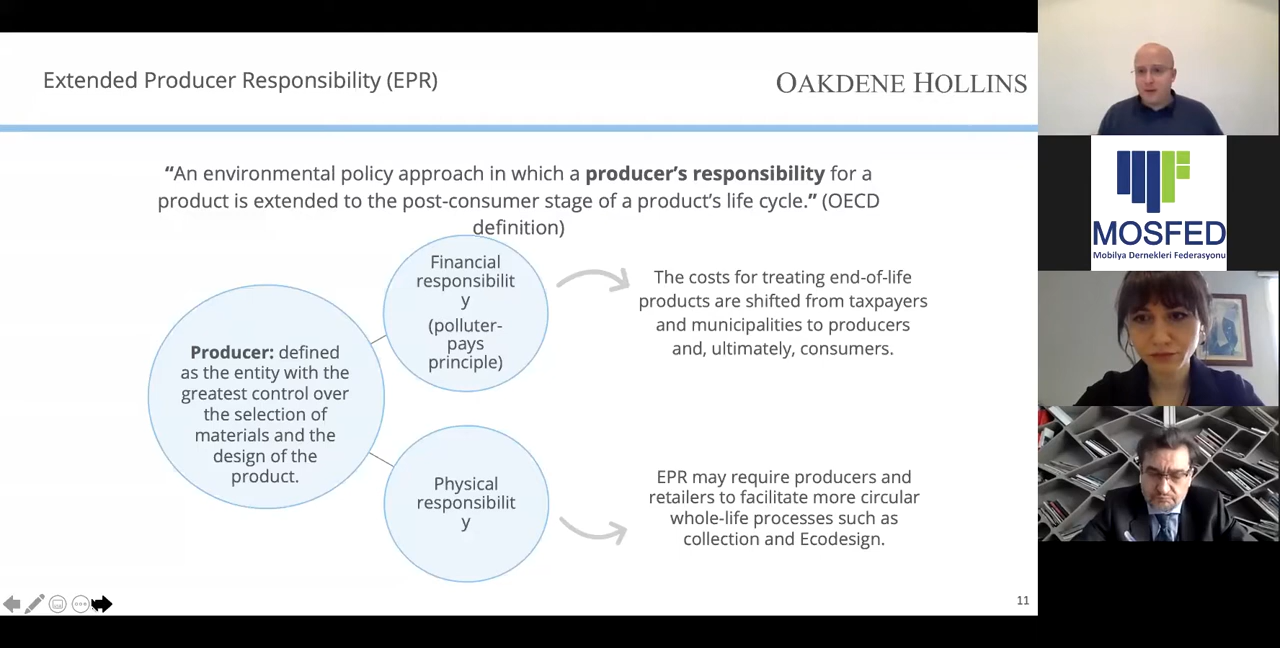 Extended Producer Responsibility (EPR)
OAKDENE HOLLINS
“An environmental policy approach in which a producer’s responsibility for a
product is extended to the post-consumer stage of a product’s life cycle.” (OECD
definition)
Producer: defined
as the entity with the
greatest control over
the selection of
materials and the
design of the
product.
Financial
responsibilit
y
(polluter-
pays
principle)
The costs for treating end-of-life
products are shifted from taxpayers
and municipalities to producers
and, ultimately, consumers.
Physical
responsibilit
y
EPR may require producers and
retailers to facilitate more circular
whole-life processes such as
collection and Ecodesign.
11
MOSFED
Mobilya Dernekleri Federasyonu